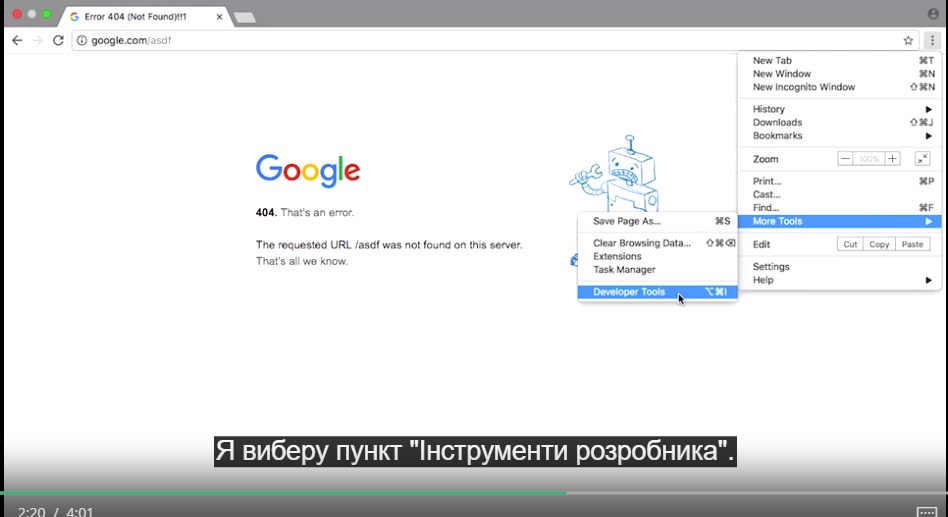 Error 404 (Not Found)!!1
google.com/asdf
New Tab ⌘T
New Window ⌘N
New Incognito Window ⇧⌘N
History
Downloads ⇧⌘J
Bookmarks
Zoom − 100% +
Print... ⌘P
Cast...
Find... ⌘F
More Tools
Edit Cut Copy Paste
Settings
Help
Save Page As... ⌘S
Clear Browsing Data... ⇧⌘⌫
Extensions
Task Manager
Developer Tools ⌥⌘I
Google
404. That's an error.
The requested URL /asdf was not found on this server.
That's all we know.
Я виберу пункт "Інструменти розробника".
2:20 / 4:01